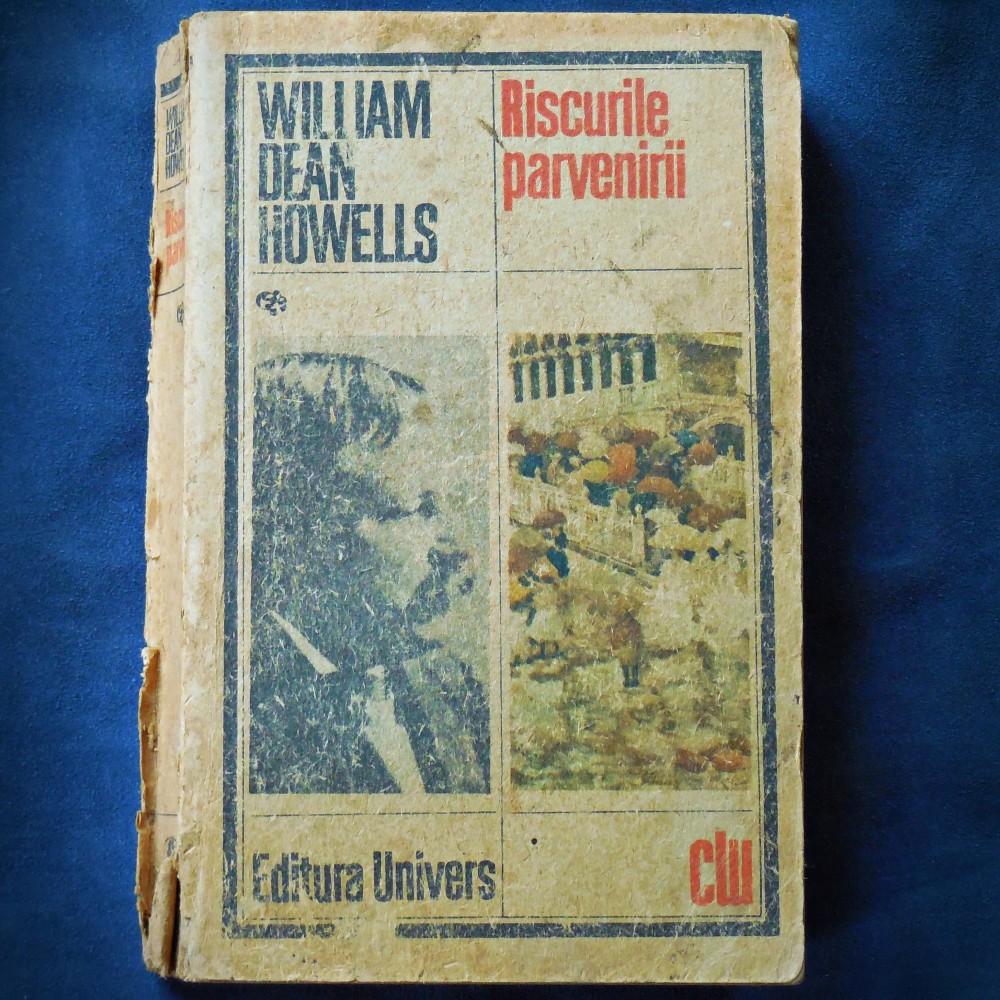 WILLIAM
DEAN
HOWELLS
Riscurile
parvenirii
Editura Univers
clu